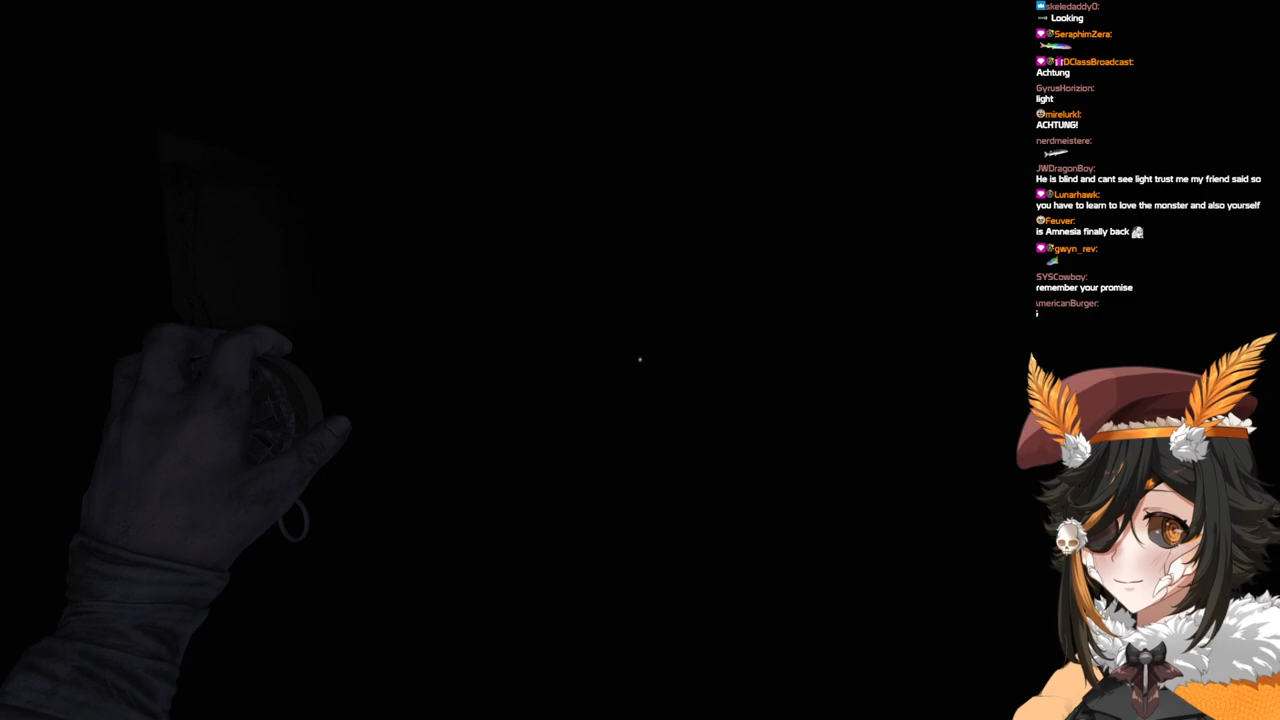 skeledaddy0:
Looking
SeraphimZera:
DClassBroadcast:
Achtung
GyrusHorizion:
light
mirelurkl:
ACHTUNG!
nerdmeistere:
JWDragonBoy:
He is blind and cant see light trust me my friend said so
Lunarhawk:
you have to learn to love the monster and also yourself
Feuver:
is Amnesia finally back
gwyn_rev:
SYSCowboy:
remember your promise
AmericanBurger: